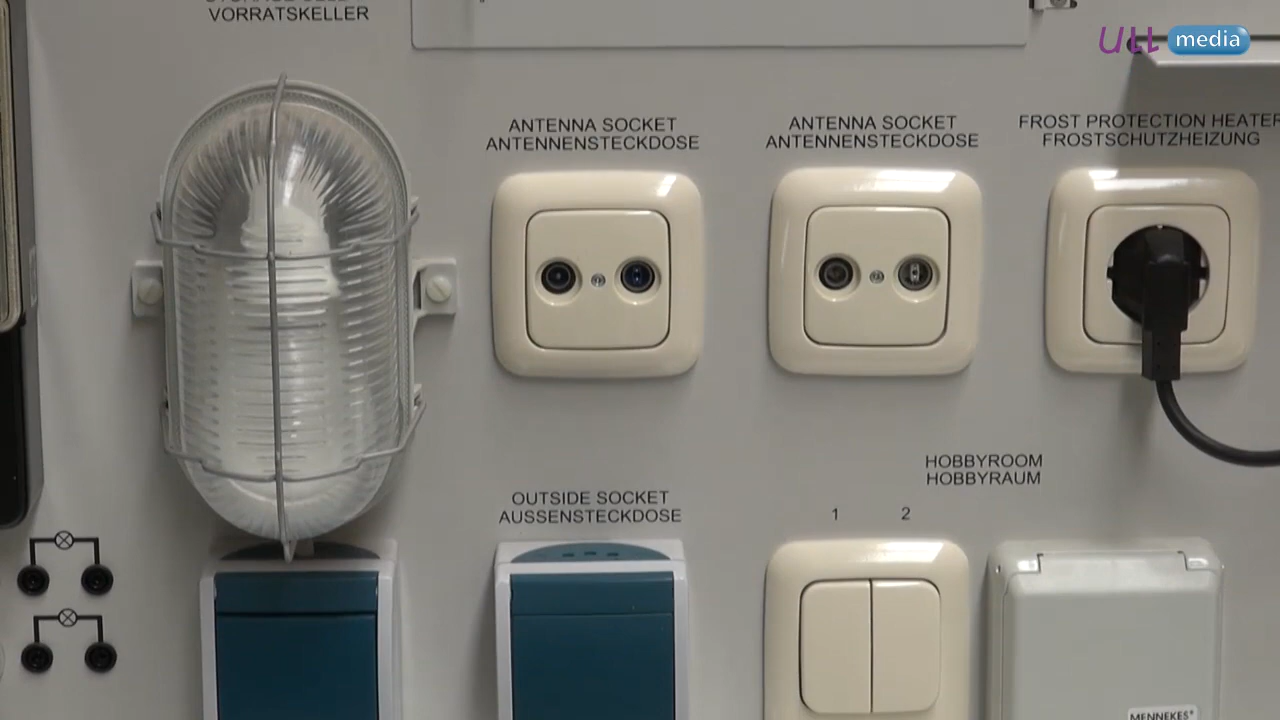 VORRATSKELLER
ull media
ANTENNA SOCKET
ANTENNENSTECKDOSE
ANTENNA SOCKET
ANTENNENSTECKDOSE
FROST PROTECTION HEATER
FROSTSCHUTZHEIZUNG
HOBBYROOM
HOBBYRAUM
OUTSIDE SOCKET
AUSSENSTECKDOSE
1 2
MENNEKES®